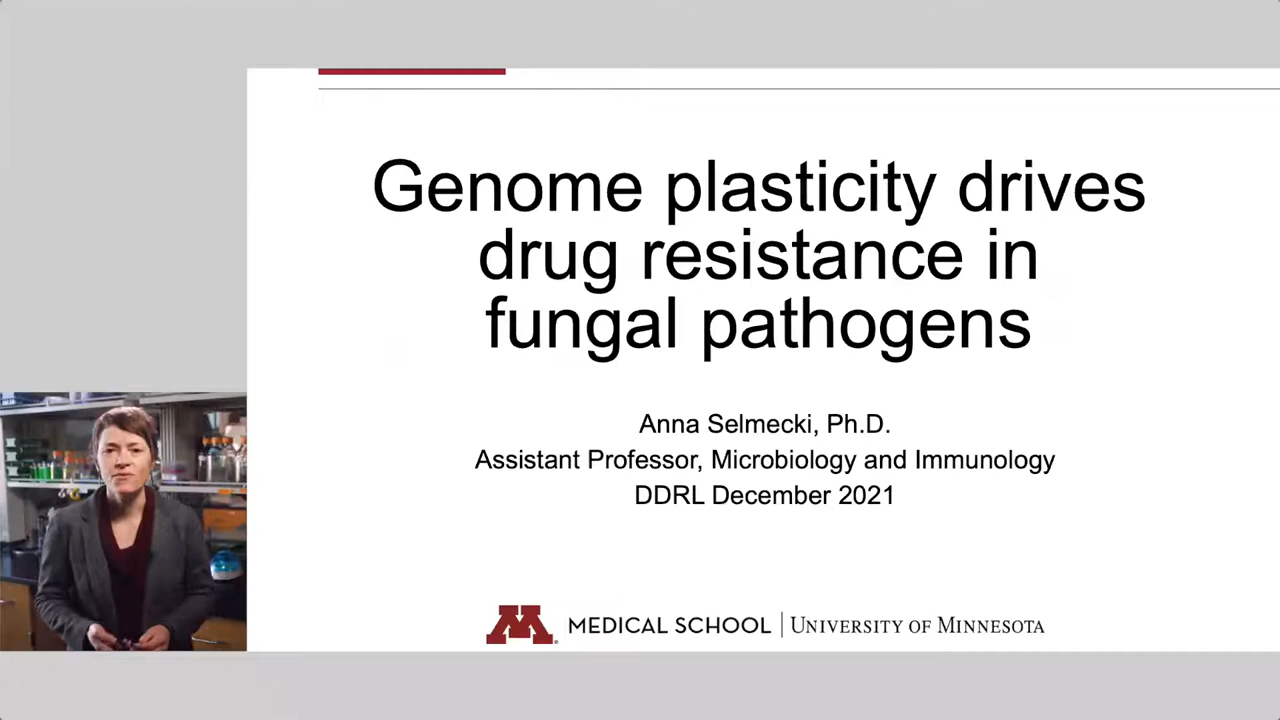 Genome plasticity drives
drug resistance in
fungal pathogens
Anna Selmecki, Ph.D.
Assistant Professor, Microbiology and Immunology
DDRL December 2021
M
MEDICAL SCHOOL | UNIVERSITY OF MINNESOTA